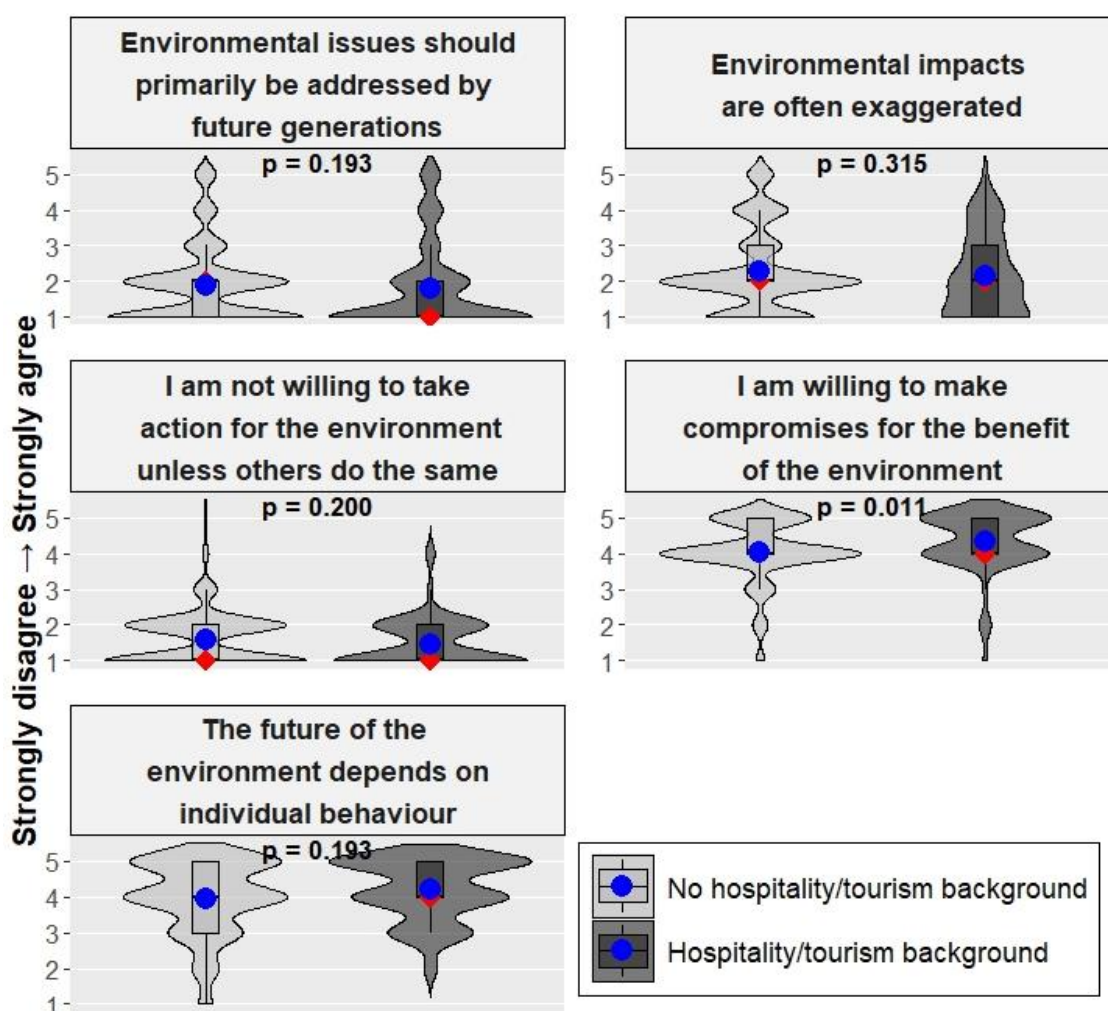 Environmental issues should
primarily be addressed by
future generations
Environmental impacts
are often exaggerated
p = 0.193
p = 0.315
5
4
3
2
1
5
4
3
2
1
I am not willing to take
action for the environment
unless others do the same
I am willing to make
compromises for the benefit
of the environment
p = 0.200
p = 0.011
5
4
3
2
1
5
4
3
2
1
Strongly disagree → Strongly agree
The future of the
environment depends on
individual behaviour
p = 0.193
5
4
3
2
1
No hospitality/tourism background
Hospitality/tourism background